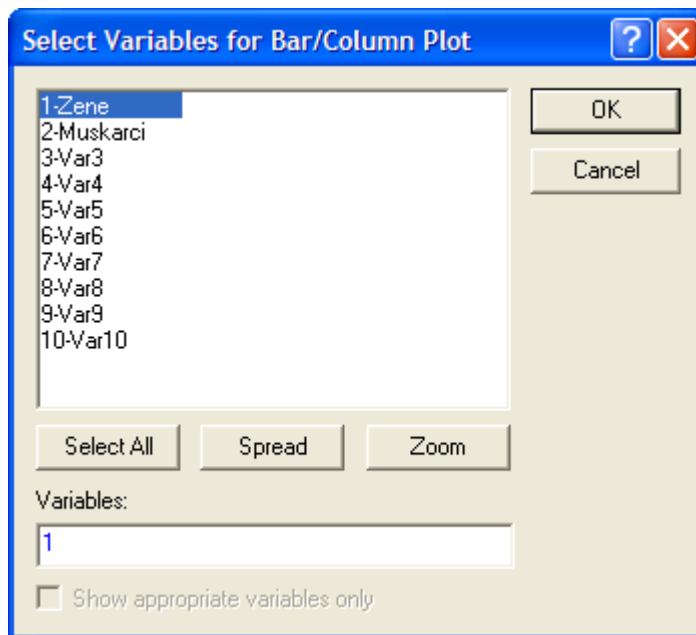 Select Variables for Bar/Column Plot
1-Zene
2-Muskarci
3-Var3
4-Var4
5-Var5
6-Var6
7-Var7
8-Var8
9-Var9
10-Var10
OK
Cancel
Select All Spread Zoom
Variables:
1
Show appropriate variables only